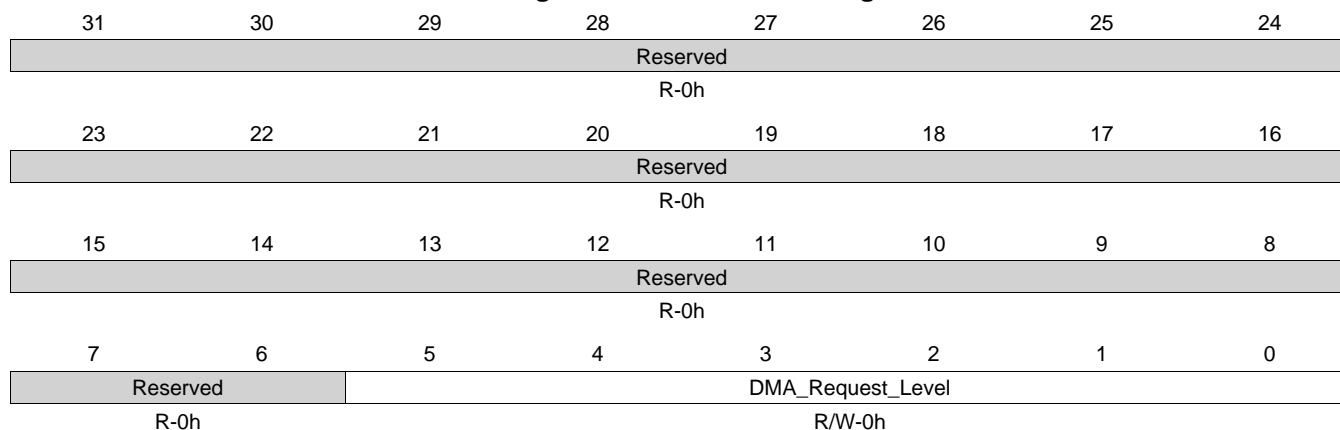 31 30 29 28 27 26 25 24
Reserved
R-0h
23 22 21 20 19 18 17 16
Reserved
R-0h
15 14 13 12 11 10 9 8
Reserved
R-0h
7 6 5 4 3 2 1 0
Reserved DMA_Request_Level
R-0h R/W-0h